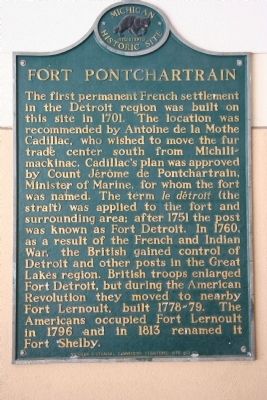 MICHIGAN
REGISTERED
HISTORIC SITE
FORT PONTCHARTRAIN
The first permanent French settlement
in the Detroit region was built on
this site in 1701. The location was
recommended by Antoine de la Mothe
Cadillac, who wished to move the fur
trade center south from Michili-
mackinac. Cadillac's plan was approved
by Count Jérôme de Pontchartrain,
Minister of Marine, for whom the fort
was named. The term le détroit (the
strait) was applied to the fort and
surrounding area; after 1751 the post
was known as Fort Detroit. In 1760,
as a result of the French and Indian
War, the British gained control of
Detroit and other posts in the Great
Lakes region. British troops enlarged
Fort Detroit, but during the American
Revolution they moved to nearby
Fort Lernoult, built 1778-79. The
Americans occupied Fort Lernoult
in 1796 and in 1813 renamed it
Fort Shelby.